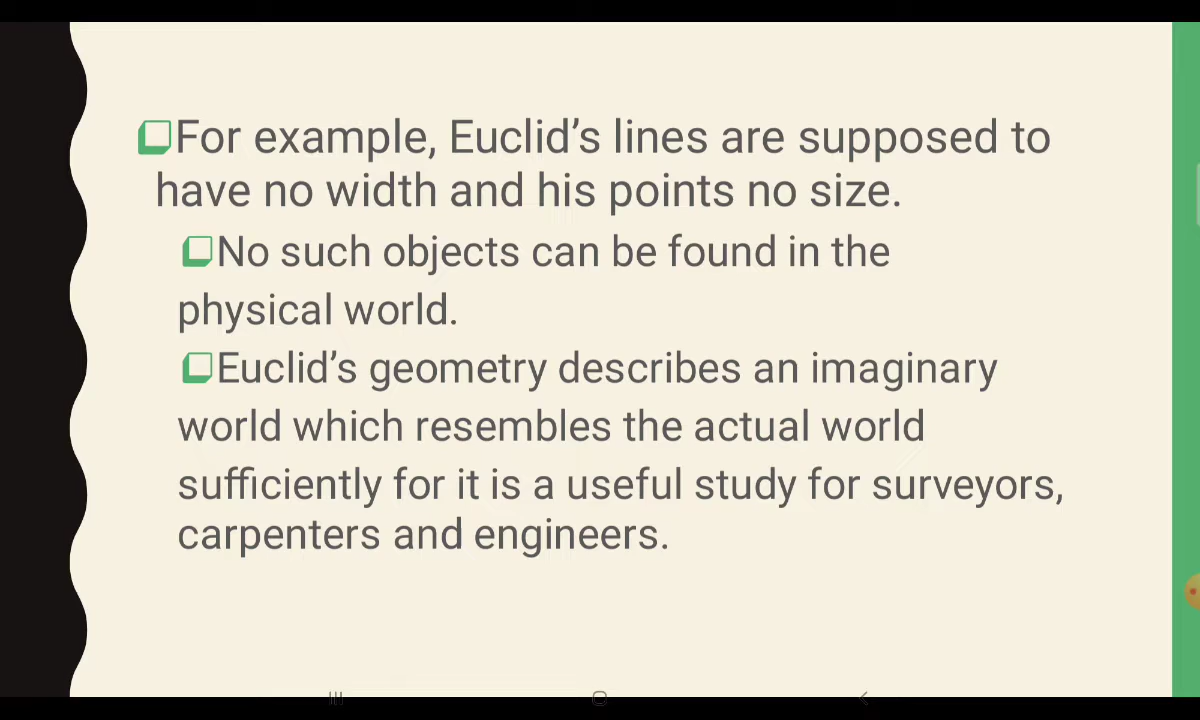 For example, Euclid’s lines are supposed to
have no width and his points no size.
No such objects can be found in the
physical world.
Euclid’s geometry describes an imaginary
world which resembles the actual world
sufficiently for it is a useful study for surveyors,
carpenters and engineers.